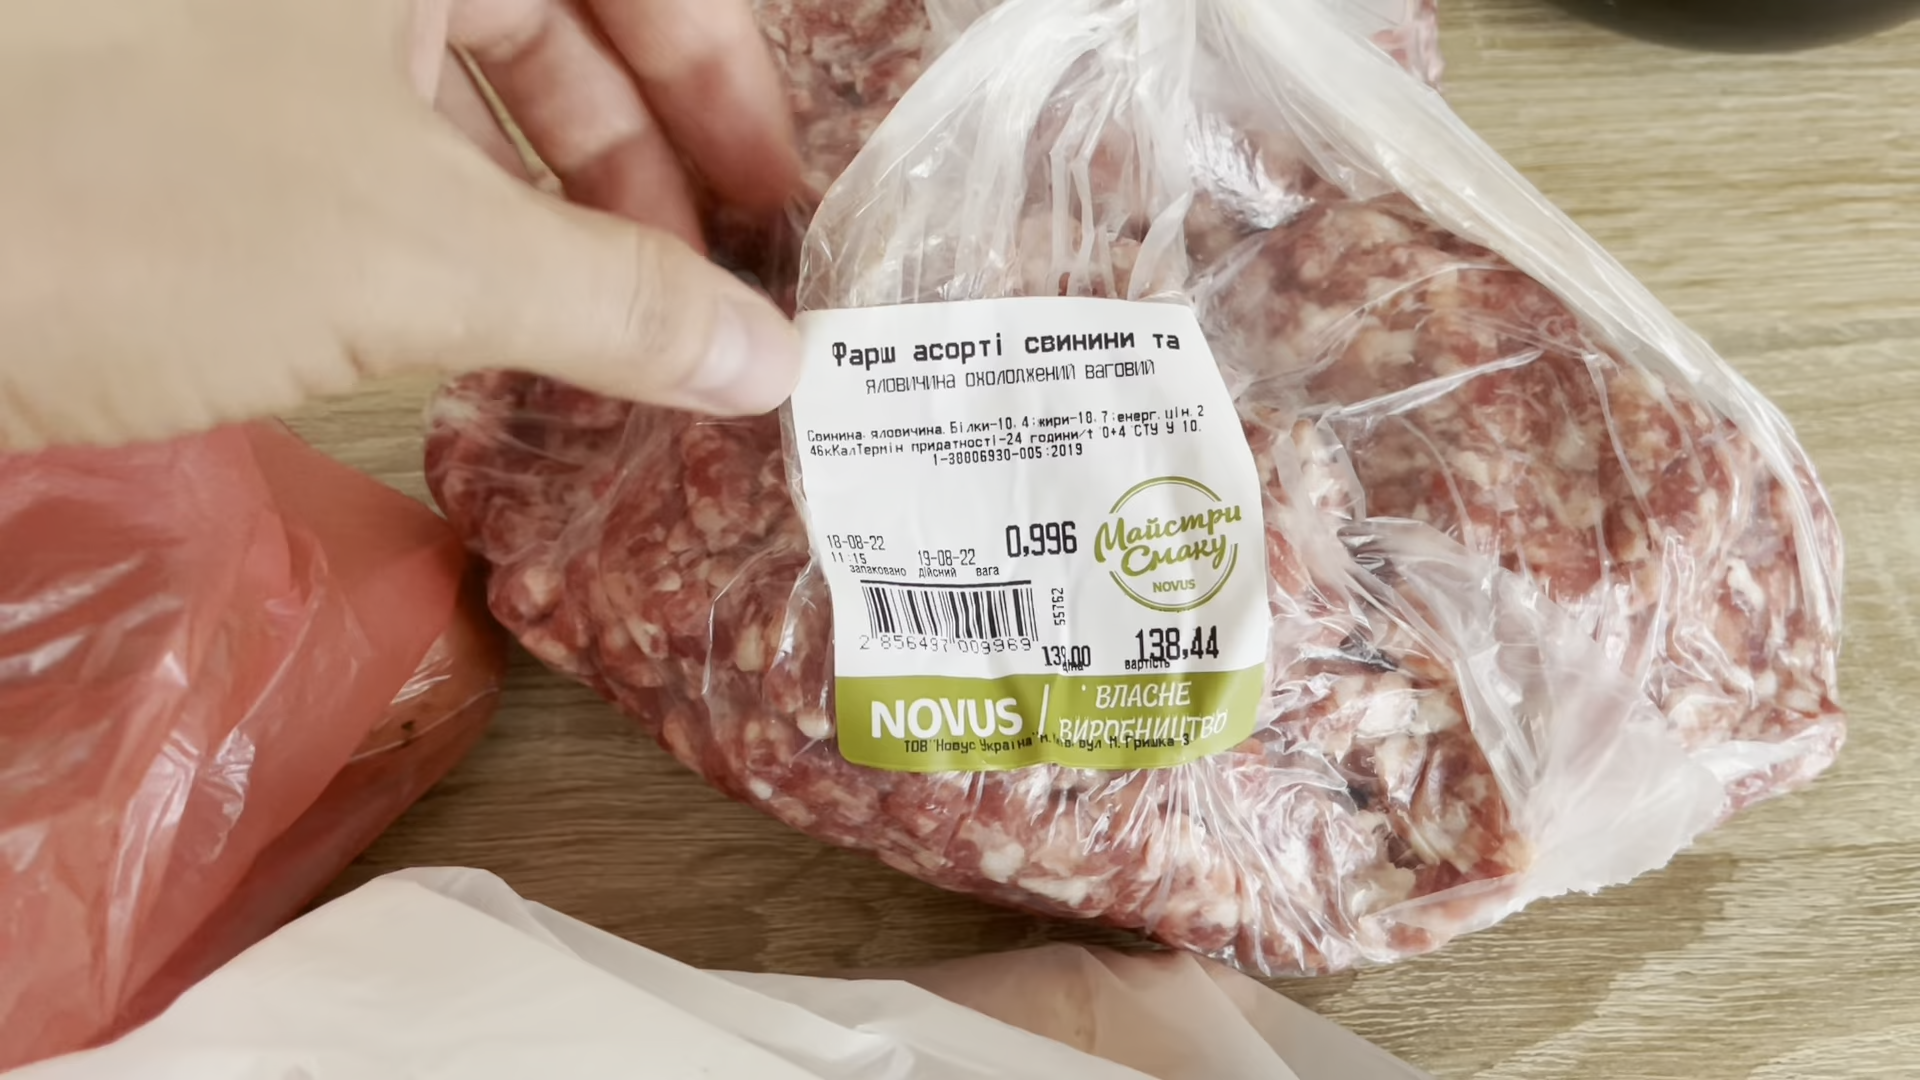 Фарш асорті свинини та
яловичина охолоджений ваговий
Свинина, яловичина. Білки-10. 4;жири-18. 7;енерг. цін. 2
46кКалТермін придатності-24 години/t 0+4 СТУ У 10.
1-38806930-005:2019
18-08-22
11:15
19-08-22
0,996
запаковано дійсний вага
Майстри
Смаку
NOVUS
55762
2 856497 009969
138,44
ціна
вартість
NOVUS
ВЛАСНЕ
ВИРОБНИЦТВО
ТОВ "Новус Україна" вул М. Гришка 3